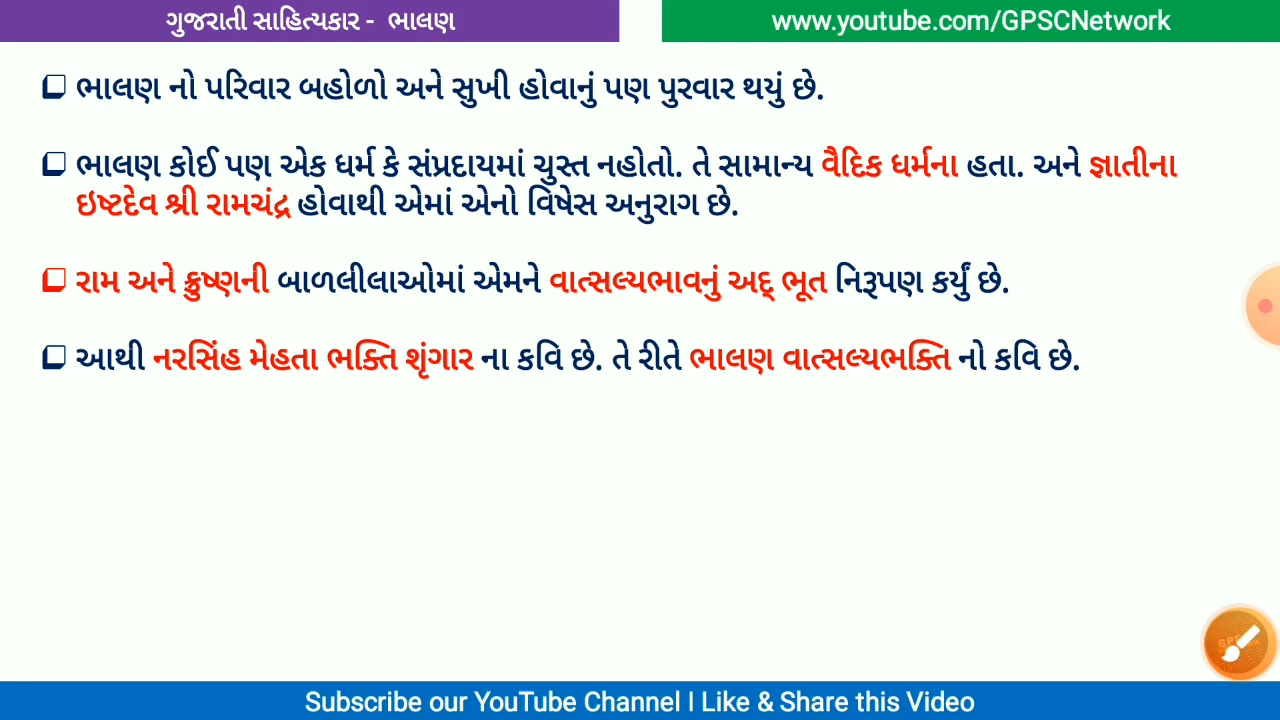 ગુજરાતી સાહિત્યકાર - ભાલણ
www.youtube.com/GPSCNetwork
ભાલણ નો પરિવાર બહોળો અને સુખી હોવાનું પણ પુરવાર થયું છે.
ભાલણ કોઈ પણ એક ધર્મ કે સંપ્રદાયમાં ચુસ્ત નહોતો. તે સામાન્ય વૈદિક ધર્મના હતા. અને જ્ઞાતીના
ઇષ્ટદેવ શ્રી રામચંદ્ર હોવાથી એમાં એનો વિષેસ અનુરાગ છે.
રામ અને ક્રુષ્ણની બાળલીલાઓમાં એમને વાત્સલ્યભાવનું અદ્ ભૂત નિરૂપણ કર્યું છે.
આથી નરસિંહ મેહતા ભક્તિ શૃંગાર ના કવિ છે. તે રીતે ભાલણ વાત્સલ્યભક્તિ નો કવિ છે.
Subscribe our YouTube Channel l Like & Share this Video